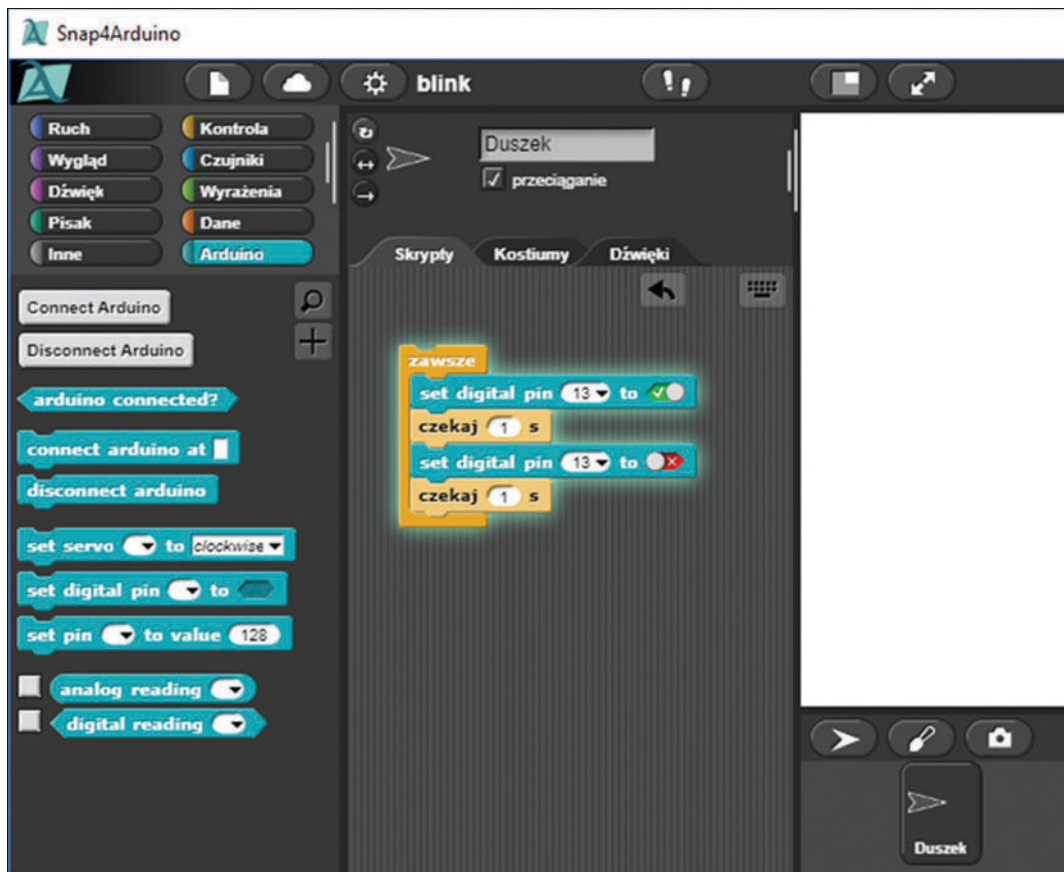 Snap4Arduino
blink
Ruch
Kontrola
Wygląd
Czujniki
Dźwięk
Wyrażenia
Pisak
Dane
Inne
Arduino
Connect Arduino
Disconnect Arduino
arduino connected?
connect arduino at
disconnect arduino
set servo to clockwise
set digital pin to
set pin to value 128
analog reading
digital reading
Duszek
przeciąganie
Skrypty
Kostiumy
Dźwięki
zawsze
set digital pin 13 to
czekaj 1 s
set digital pin 13 to
czekaj 1 s
Duszek